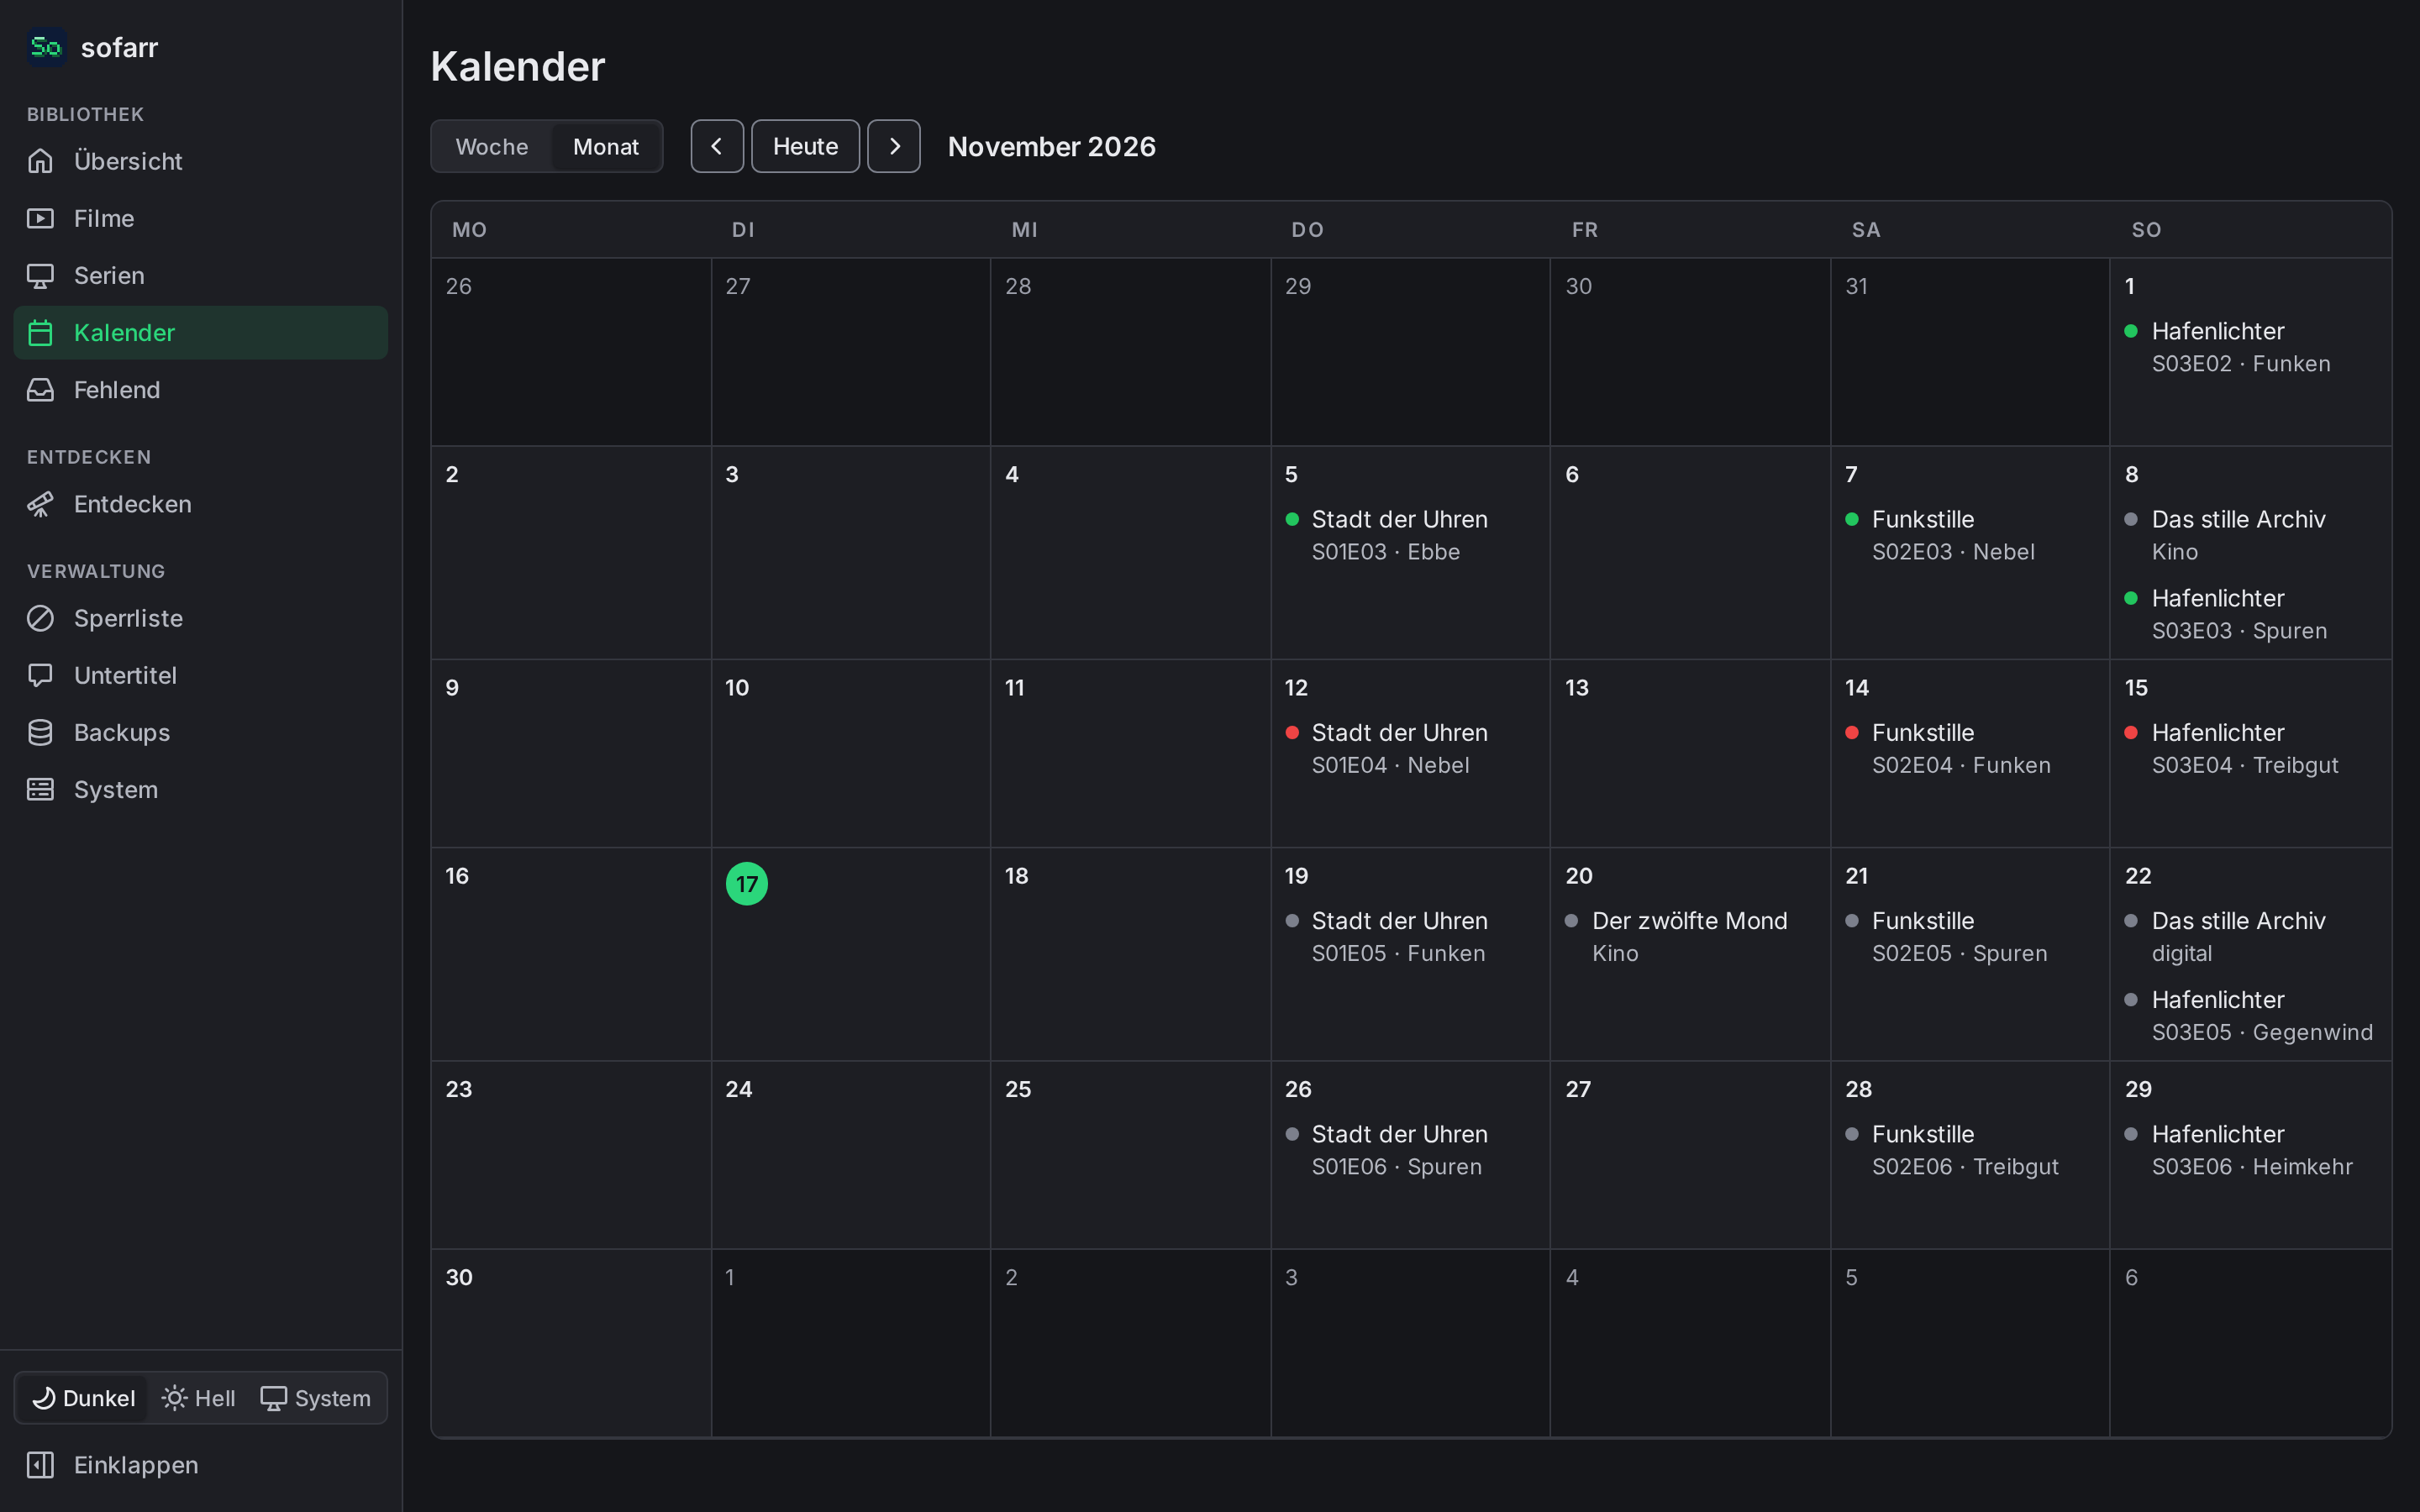 So sofarr
BIBLIOTHEK
Übersicht
Filme
Serien
Kalender
Fehlend
ENTDECKEN
Entdecken
VERWALTUNG
Sperrliste
Untertitel
Backups
System
Dunkel Hell System
Einklappen
Kalender
Woche Monat Heute November 2026
MO DI MI DO FR SA SO
26 27 28 29 30 31 1
Hafenlichter
S03E02 · Funken
2 3 4 5 6 7 8
Stadt der Uhren Funkstille Das stille Archiv
S01E03 · Ebbe S02E03 · Nebel Kino
Hafenlichter
S03E03 · Spuren
9 10 11 12 13 14 15
Stadt der Uhren Funkstille Hafenlichter
S01E04 · Nebel S02E04 · Funken S03E04 · Treibgut
16 17 18 19 20 21 22
Stadt der Uhren Der zwölfte Mond Funkstille Das stille Archiv
S01E05 · Funken Kino S02E05 · Spuren digital
Hafenlichter
S03E05 · Gegenwind
23 24 25 26 27 28 29
Stadt der Uhren Funkstille Hafenlichter
S01E06 · Spuren S02E06 · Treibgut S03E06 · Heimkehr
30 1 2 3 4 5 6